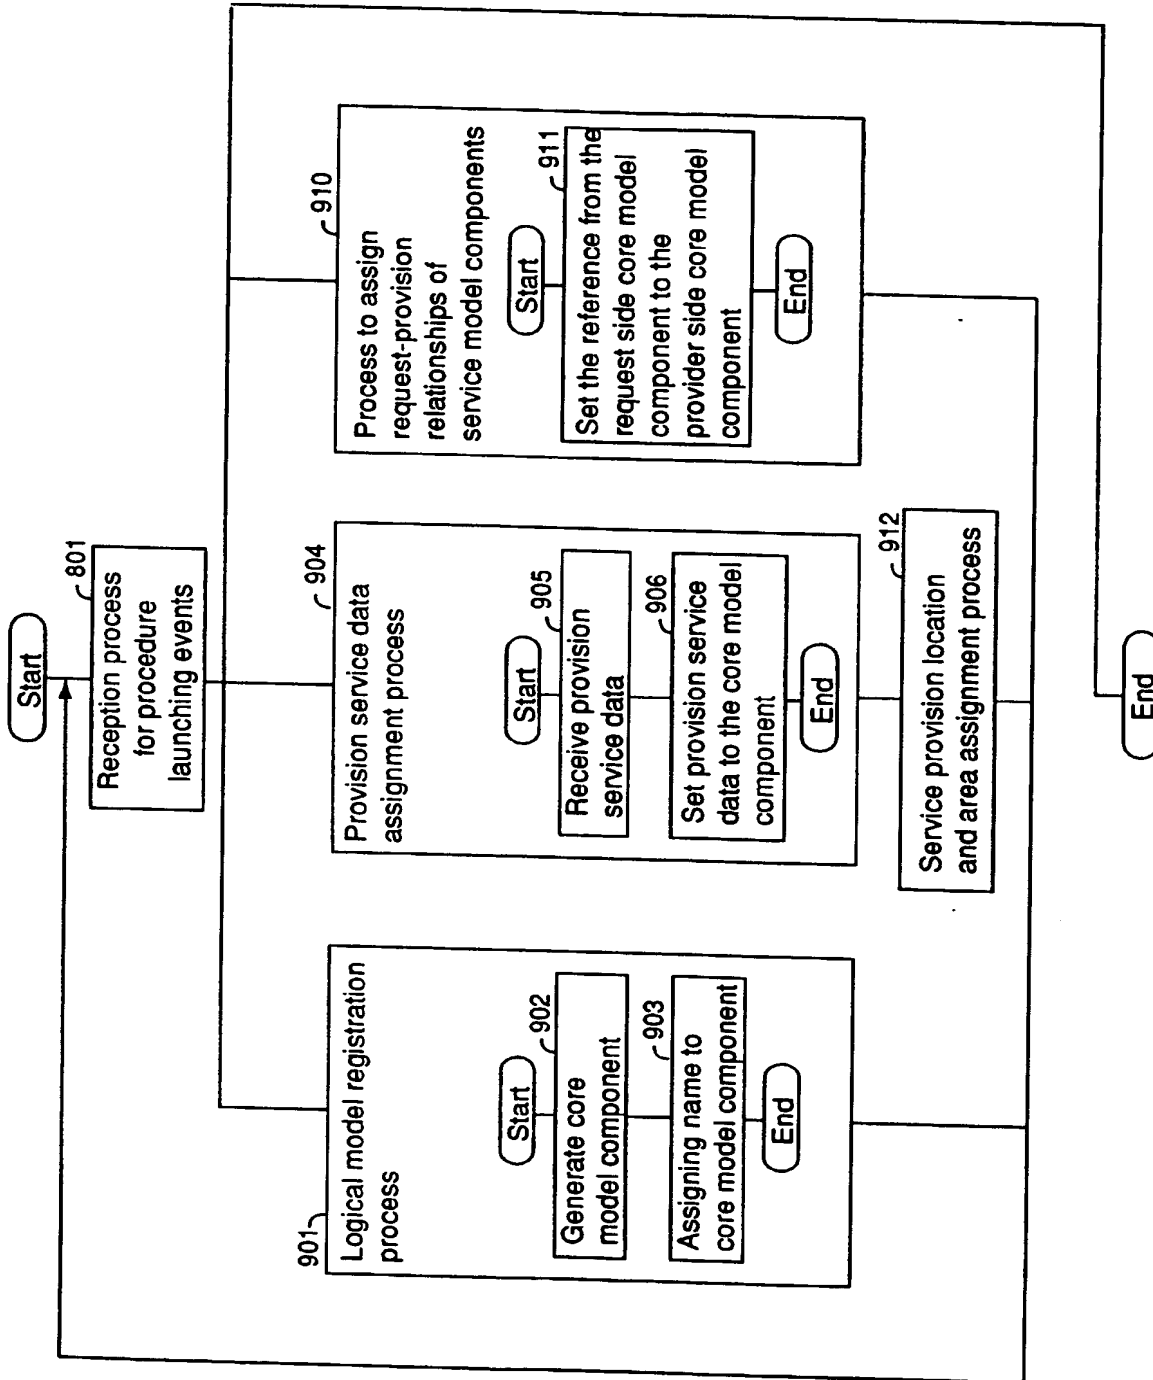 Start
801
Reception process
for procedure
launching events
901
Logical model registration
process
Start
902
Generate core
model component
903
Assigning name to
core model component
End
904
Provision service data
assignment process
Start
905
Receive provision
service data
906
Set provision service
data to the core model
component
End
910
Process to assign
request-provision
relationships of
service model components
Start
911
Set the reference from the
request side core model
component to the
provider side core model
component
End
912
Service provision location
and area assignment process
End